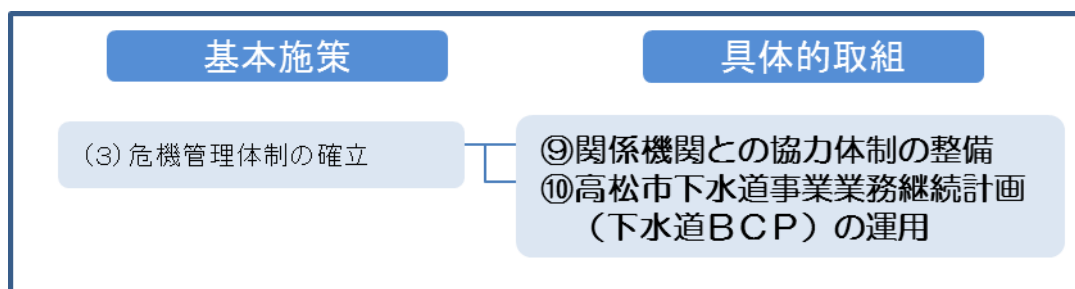 基本施策
具体的取組
(3)危機管理体制の確立
⑨関係機関との協力体制の整備
⑩高松市下水道事業業務継続計画
（下水道ＢＣＰ）の運用